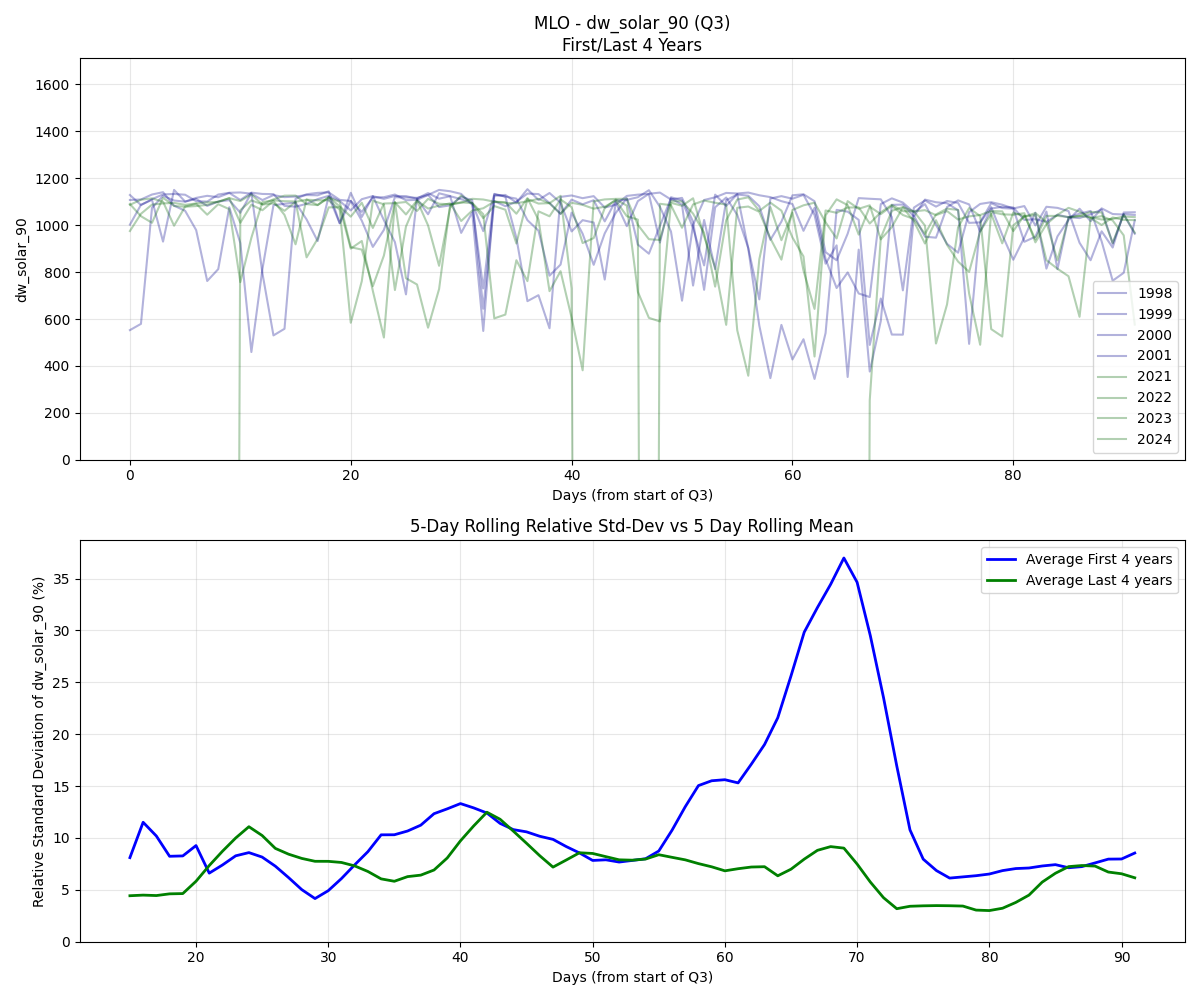 MLO - dw_solar_90 (Q3)
First/Last 4 Years
1600
1400
1200
1000
800
600
400
200
0
dw_solar_90
0 20 40 60 80
Days (from start of Q3)
1998
1999
2000
2001
2021
2022
2023
2024
5-Day Rolling Relative Std-Dev vs 5 Day Rolling Mean
35
30
25
20
15
10
5
0
Relative Standard Deviation of dw_solar_90 (%)
20 30 40 50 60 70 80 90
Days (from start of Q3)
Average First 4 years
Average Last 4 years